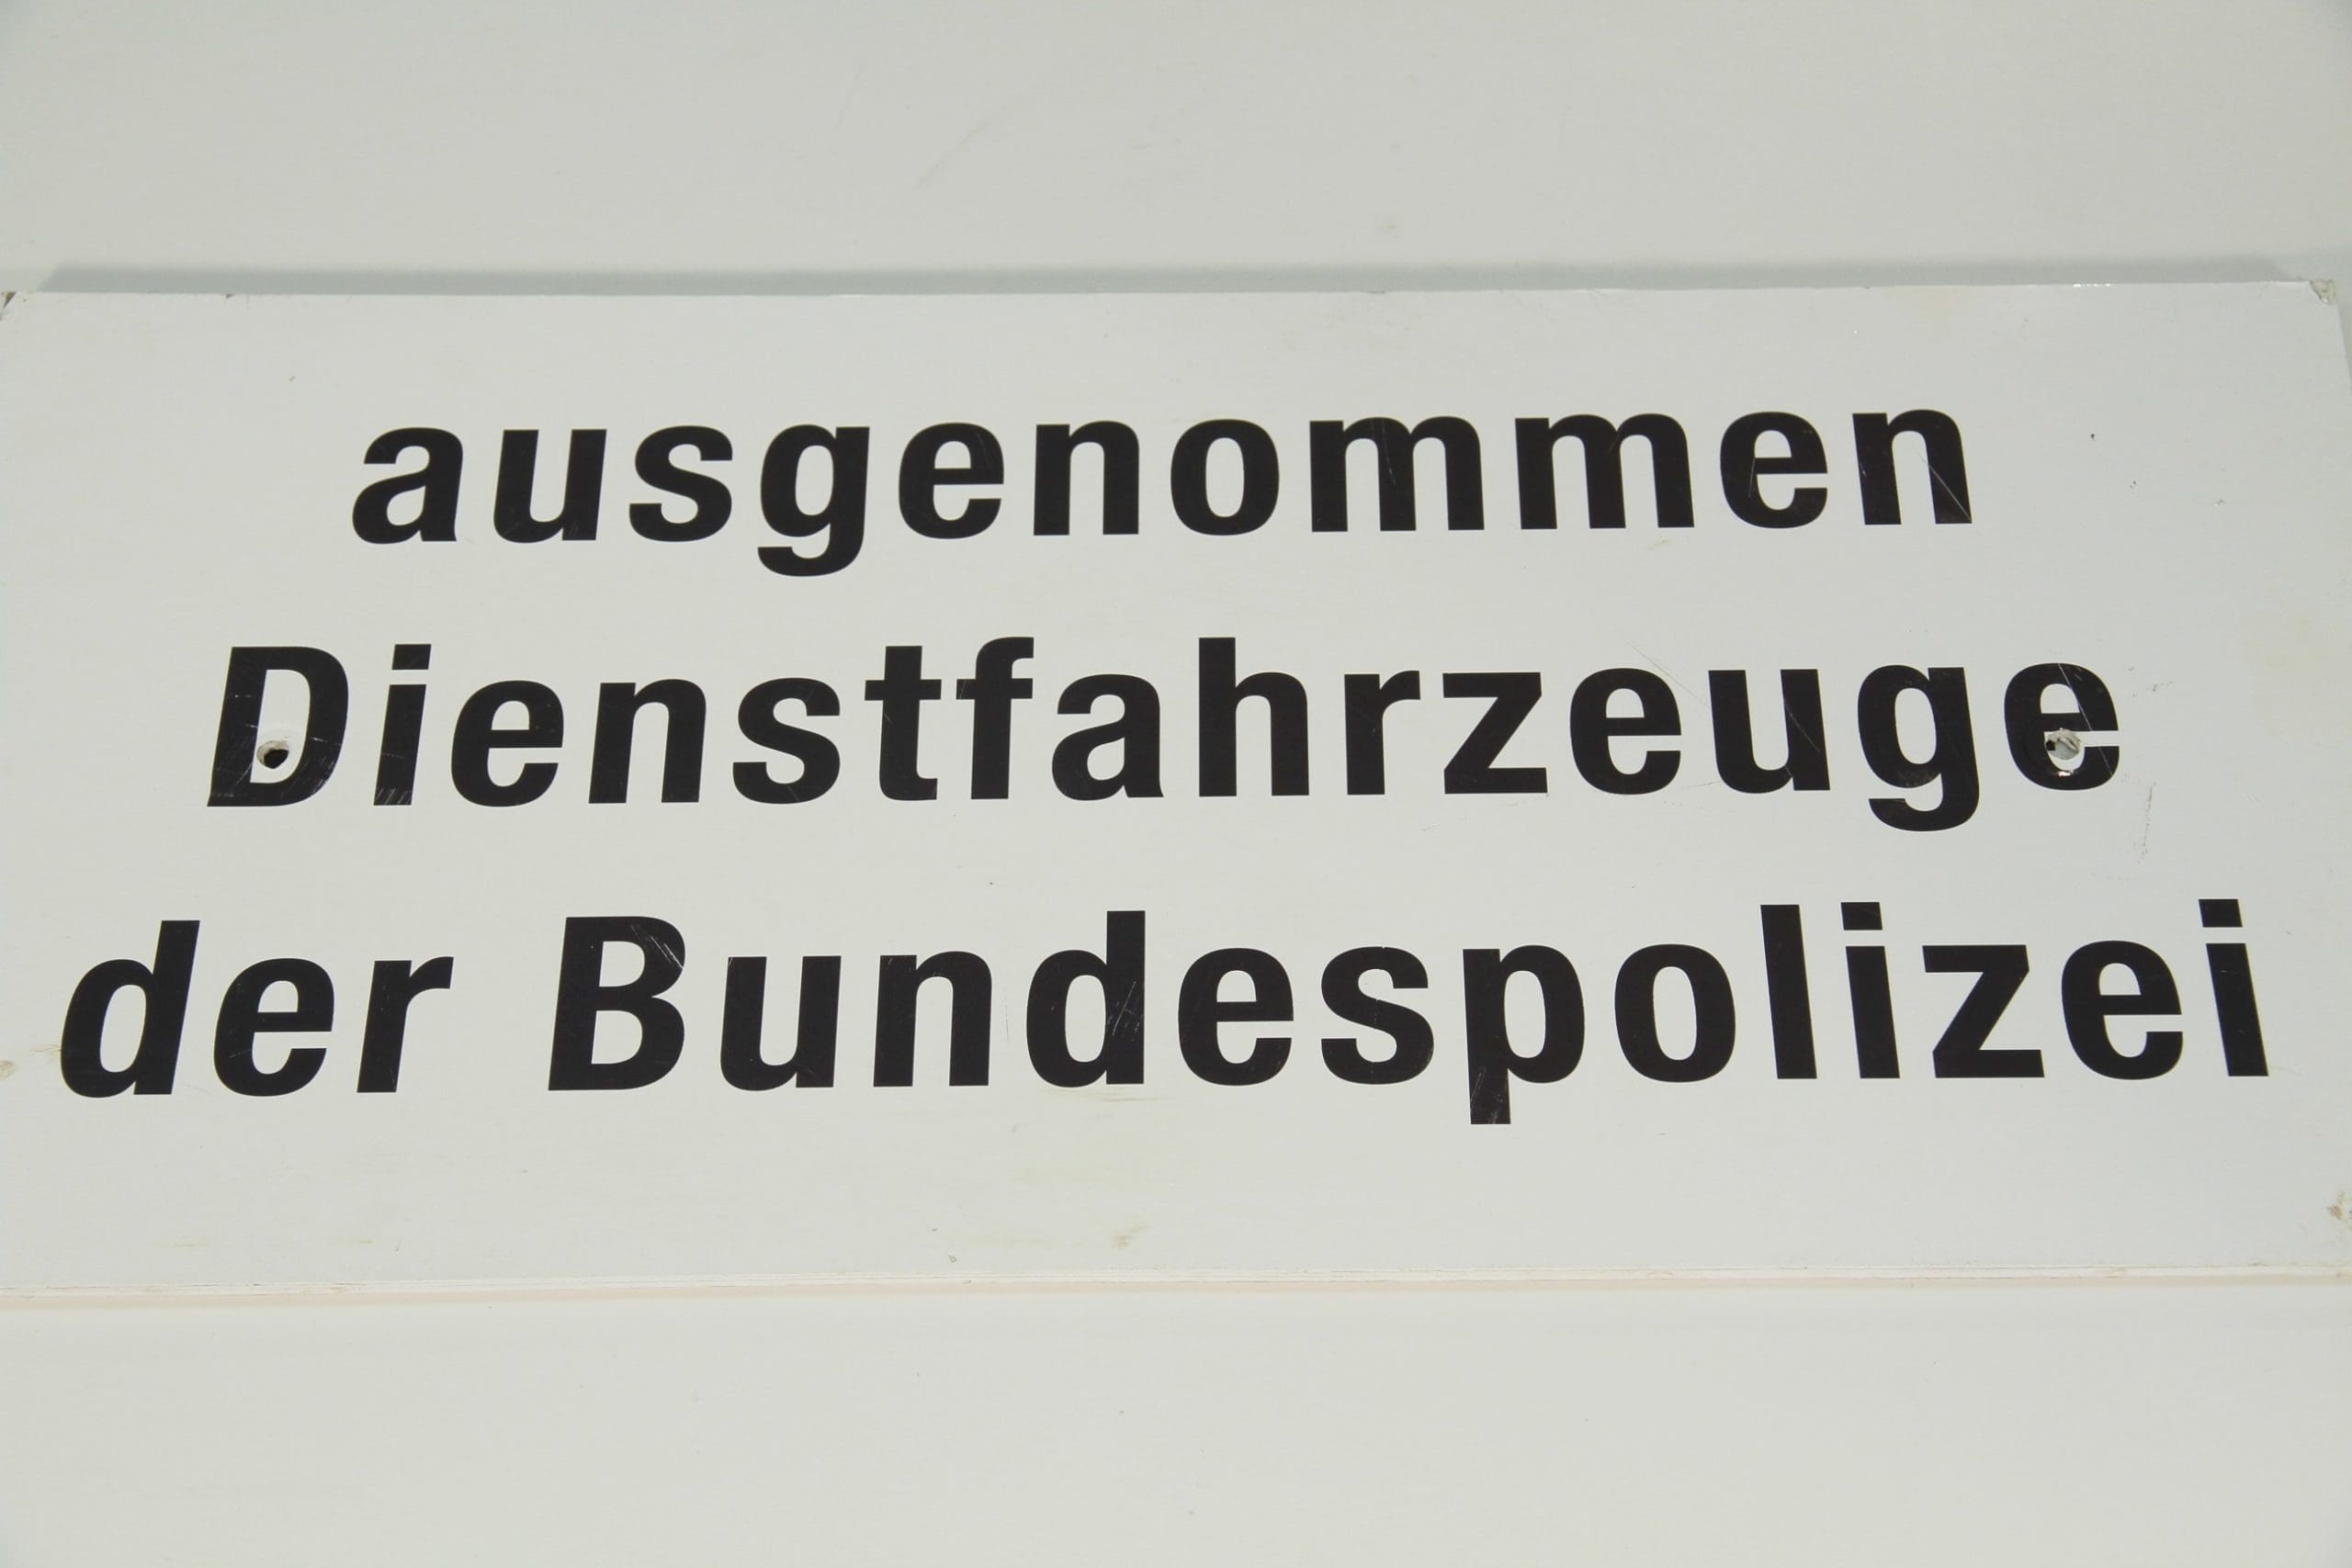 ausgenommen
Dienstfahrzeuge
der Bundespolizei